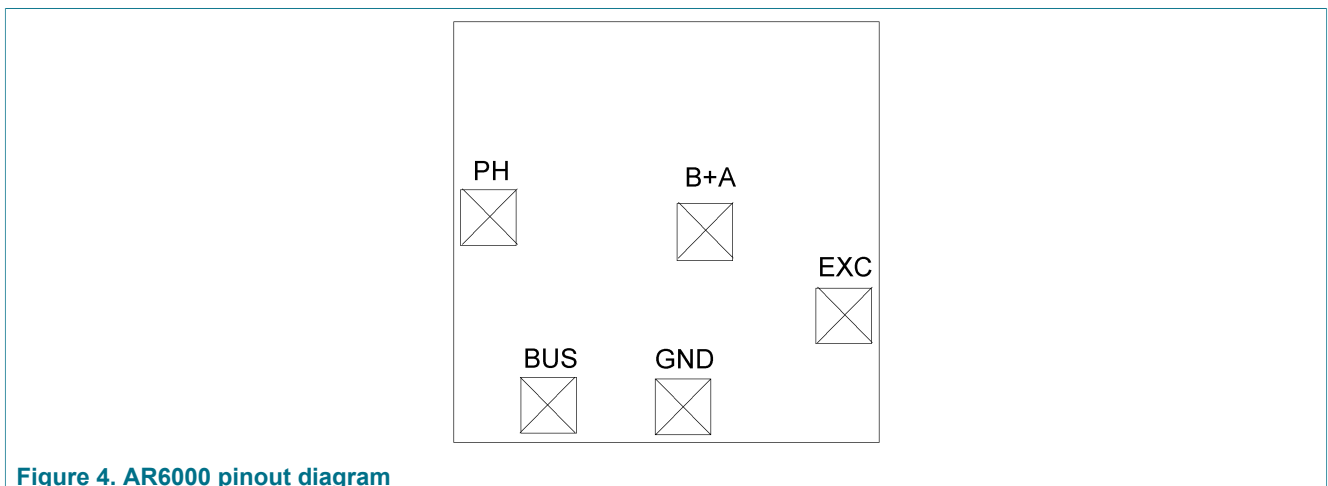 PH
B+A
EXC
BUS
GND
Figure 4. AR6000 pinout diagram